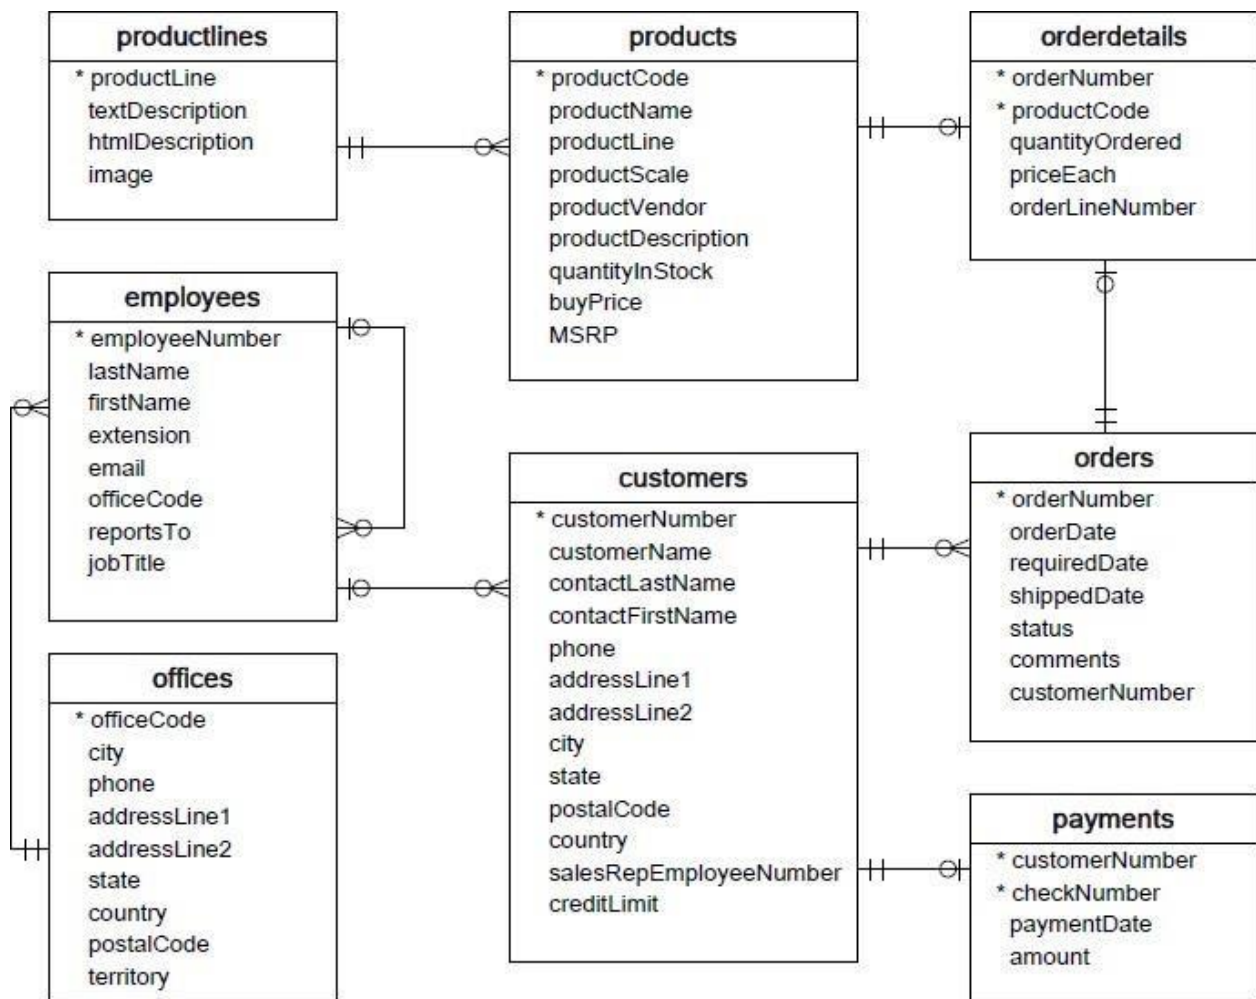 productlines
* productLine
textDescription
htmlDescription
image
products
* productCode
productName
productLine
productScale
productVendor
productDescription
quantityInStock
buyPrice
MSRP
orderdetails
* orderNumber
* productCode
quantityOrdered
priceEach
orderLineNumber
employees
* employeeNumber
lastName
firstName
extension
email
officeCode
reportsTo
jobTitle
customers
* customerNumber
customerName
contactLastName
contactFirstName
phone
addressLine1
addressLine2
city
state
postalCode
country
salesRepEmployeeNumber
creditLimit
orders
* orderNumber
orderDate
requiredDate
shippedDate
status
comments
customerNumber
offices
* officeCode
city
phone
addressLine1
addressLine2
state
country
postalCode
territory
payments
* customerNumber
* checkNumber
paymentDate
amount